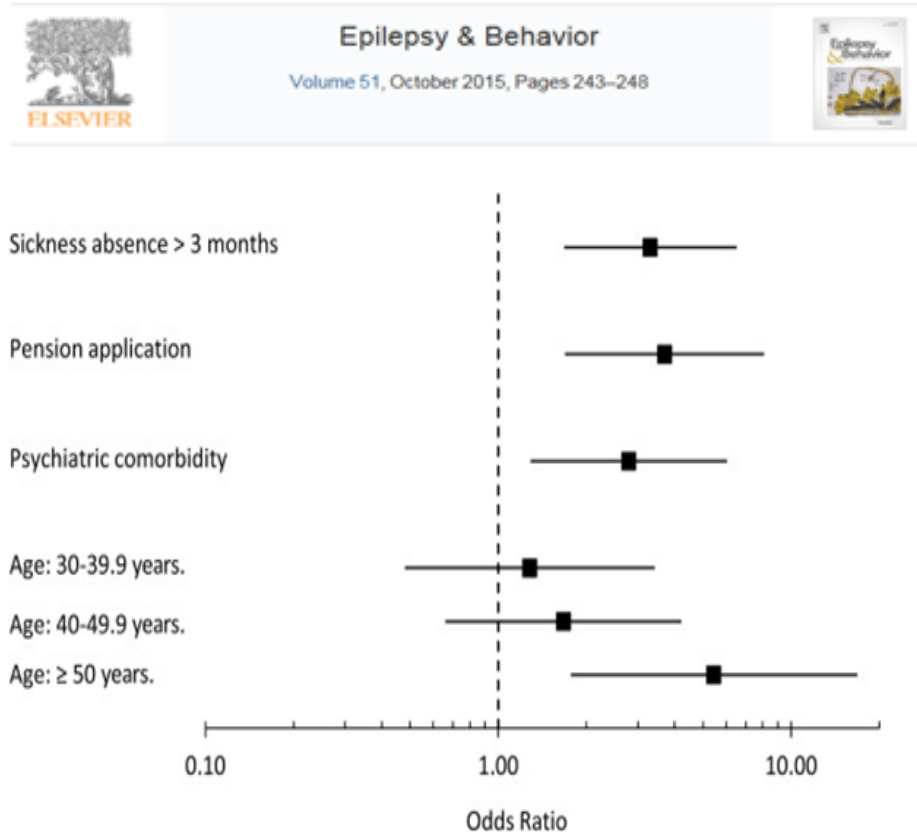 Epilepsy & Behavior
Volume 51, October 2015, Pages 243–248
ELSEVIER
Epilepsy
&Behavior
Sickness absence > 3 months
Pension application
Psychiatric comorbidity
Age: 30-39.9 years.
Age: 40-49.9 years.
Age: ≥ 50 years.
0.10 1.00 10.00
Odds Ratio